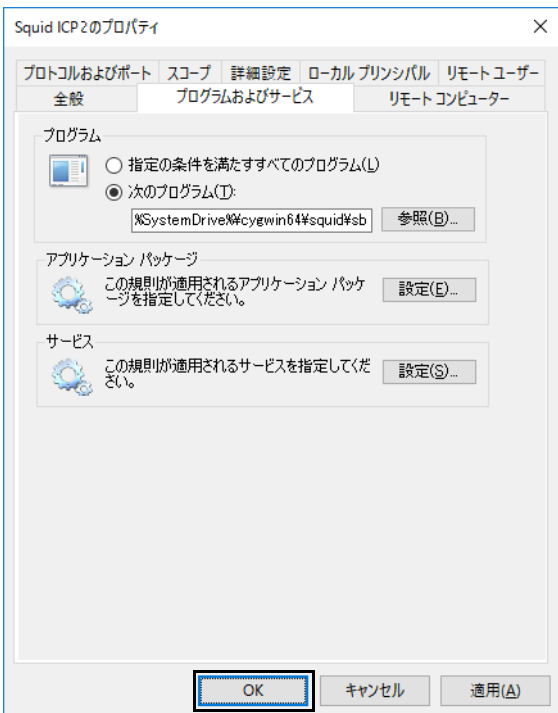 Squid ICP2のプロパティ
プロトコルおよびポート スコープ 詳細設定 ローカル プリンシパル リモート ユーザー
全般 プログラムおよびサービス リモート コンピューター
プログラム
指定の条件を満たすすべてのプログラム(L)
次のプログラム(T):
%SystemDrive%¥cygwin64¥squid¥sb 参照(B)...
アプリケーション パッケージ
この規則が適用されるアプリケーション パッケ
ージを指定してください。
設定(E)...
サービス
この規則が適用されるサービスを指定してくだ
さい。
設定(S)...
OK キャンセル 適用(A)